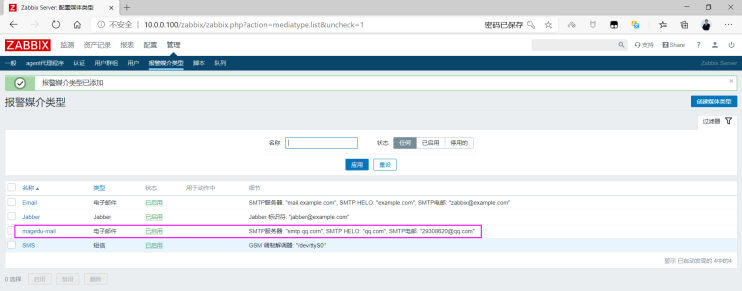 Zabbix Server: 配置媒体类型
不安全 | 10.0.0.100/zabbix/zabbix.php?action=mediatype.list&uncheck=1 密码已保存
ZABBIX 监测 资产记录 报表 配置 管理 支持 Share ?
一般 agent代理程序 认证 用户群组 用户 报警媒介类型 脚本 队列 Zabbix Server
报警媒介类型已添加
报警媒介类型 创建媒体类型
过滤器
名称 状态 任何 已启用 停用的
应用 重设
名称 类型 状态 用于动作中 细节
Email 电子邮件 已启用 SMTP服务器: "mail.example.com", SMTP HELO: "example.com", SMTP电邮: "zabbix@example.com"
Jabber Jabber 已启用 Jabber 标识符: "jabber@example.com"
magedu-mail 电子邮件 已启用 SMTP服务器: "smtp.qq.com", SMTP HELO: "qq.com", SMTP电邮: "29308620@qq.com"
SMS 短信 已启用 GSM 调制解调器: "/dev/ttyS0"
显示 已自动发现的 4中的4
0 选择 启用 禁用 删除